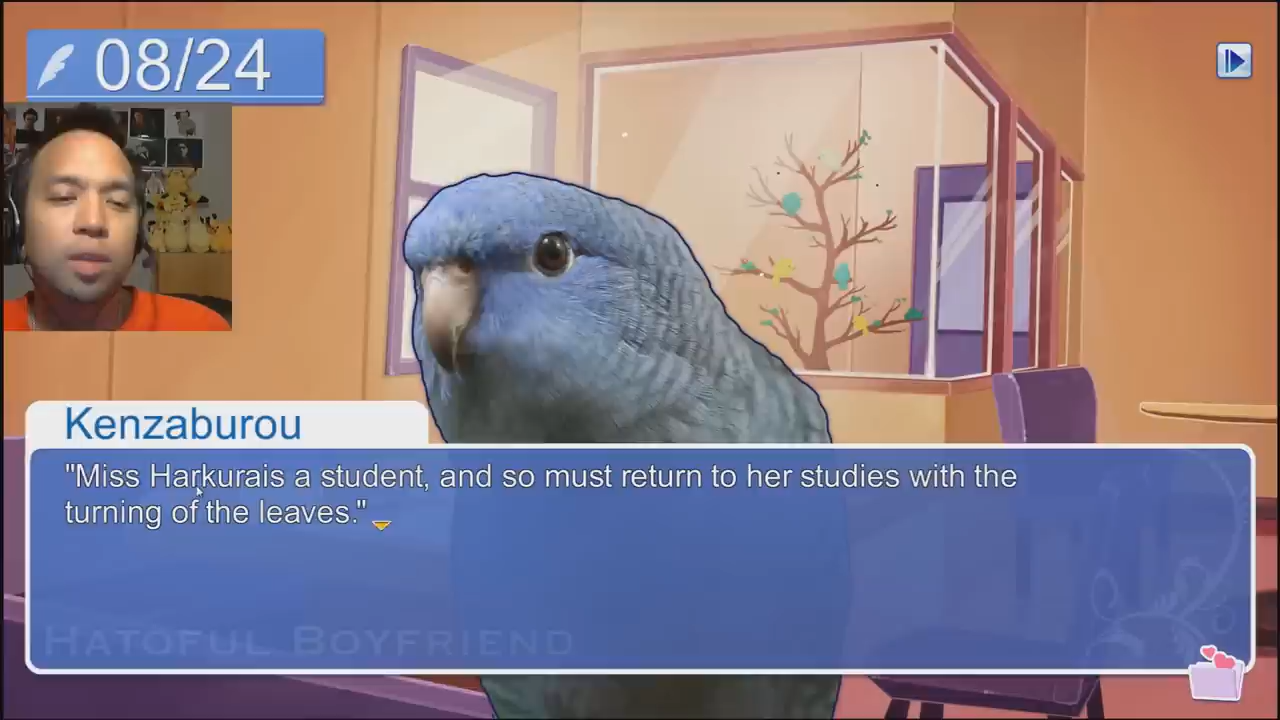 08/24
Kenzaburou
"Miss Harkurais a student, and so must return to her studies with the
turning of the leaves."
HATOFUL BOYFRIEND